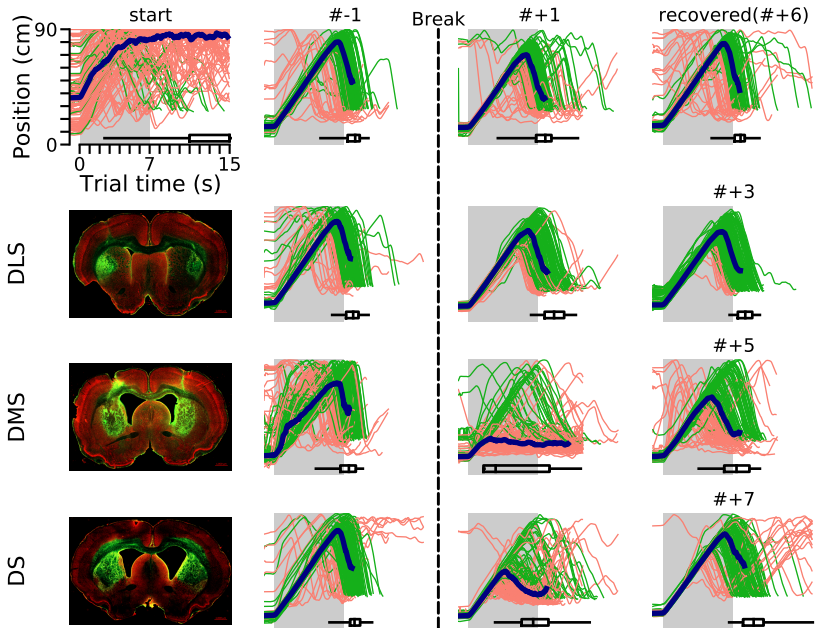 start
#-1
Break
#+1
recovered(#+6)
Position (cm)
90
0
0
7
15
Trial time (s)
#+3
DLS
#+5
DMS
#+7
DS